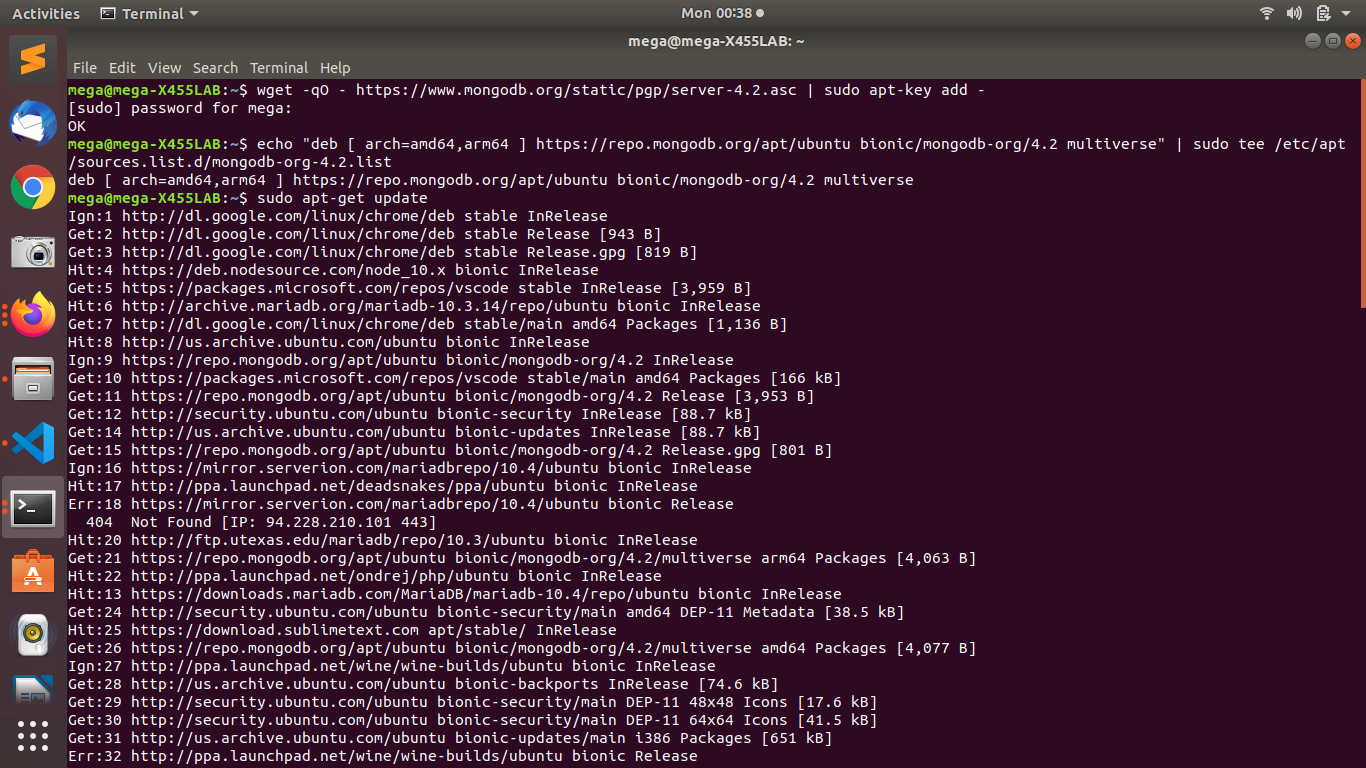 Activities Terminal Mon 00:38
mega@mega-X455LAB: ~
File Edit View Search Terminal Help
mega@mega-X455LAB:~$ wget -qO - https://www.mongodb.org/static/pgp/server-4.2.asc | sudo apt-key add -
[sudo] password for mega:
OK
mega@mega-X455LAB:~$ echo "deb [ arch=amd64,arm64 ] https://repo.mongodb.org/apt/ubuntu bionic/mongodb-org/4.2 multiverse" | sudo tee /etc/apt
/sources.list.d/mongodb-org-4.2.list
deb [ arch=amd64,arm64 ] https://repo.mongodb.org/apt/ubuntu bionic/mongodb-org/4.2 multiverse
mega@mega-X455LAB:~$ sudo apt-get update
Ign:1 http://dl.google.com/linux/chrome/deb stable InRelease
Get:2 http://dl.google.com/linux/chrome/deb stable Release [943 B]
Get:3 http://dl.google.com/linux/chrome/deb stable Release.gpg [819 B]
Hit:4 https://deb.nodesource.com/node_10.x bionic InRelease
Get:5 https://packages.microsoft.com/repos/vscode stable InRelease [3,959 B]
Hit:6 http://archive.mariadb.org/mariadb-10.3.14/repo/ubuntu bionic InRelease
Get:7 http://dl.google.com/linux/chrome/deb stable/main amd64 Packages [1,136 B]
Hit:8 http://us.archive.ubuntu.com/ubuntu bionic InRelease
Ign:9 https://repo.mongodb.org/apt/ubuntu bionic/mongodb-org/4.2 InRelease
Get:10 https://packages.microsoft.com/repos/vscode stable/main amd64 Packages [166 kB]
Get:11 https://repo.mongodb.org/apt/ubuntu bionic/mongodb-org/4.2 Release [3,953 B]
Get:12 http://security.ubuntu.com/ubuntu bionic-security InRelease [88.7 kB]
Get:14 http://us.archive.ubuntu.com/ubuntu bionic-updates InRelease [88.7 kB]
Get:15 https://repo.mongodb.org/apt/ubuntu bionic/mongodb-org/4.2 Release.gpg [801 B]
Ign:16 https://mirror.serverion.com/mariadbrepo/10.4/ubuntu bionic InRelease
Hit:17 http://ppa.launchpad.net/deadsnakes/ppa/ubuntu bionic InRelease
Err:18 https://mirror.serverion.com/mariadbrepo/10.4/ubuntu bionic Release
404 Not Found [IP: 94.228.210.101 443]
Hit:20 http://ftp.utexas.edu/mariadb/repo/10.3/ubuntu bionic InRelease
Get:21 https://repo.mongodb.org/apt/ubuntu bionic/mongodb-org/4.2/multiverse arm64 Packages [4,063 B]
Hit:22 http://ppa.launchpad.net/ondrej/php/ubuntu bionic InRelease
Hit:13 https://downloads.mariadb.com/MariaDB/mariadb-10.4/repo/ubuntu bionic InRelease
Get:24 http://security.ubuntu.com/ubuntu bionic-security/main amd64 DEP-11 Metadata [38.5 kB]
Hit:25 https://download.sublimetext.com apt/stable/ InRelease
Get:26 https://repo.mongodb.org/apt/ubuntu bionic/mongodb-org/4.2/multiverse amd64 Packages [4,077 B]
Ign:27 http://ppa.launchpad.net/wine/wine-builds/ubuntu bionic InRelease
Get:28 http://us.archive.ubuntu.com/ubuntu bionic-backports InRelease [74.6 kB]
Get:29 http://security.ubuntu.com/ubuntu bionic-security/main DEP-11 48x48 Icons [17.6 kB]
Get:30 http://security.ubuntu.com/ubuntu bionic-security/main DEP-11 64x64 Icons [41.5 kB]
Get:31 http://us.archive.ubuntu.com/ubuntu bionic-updates/main i386 Packages [651 kB]
Err:32 http://ppa.launchpad.net/wine/wine-builds/ubuntu bionic Release